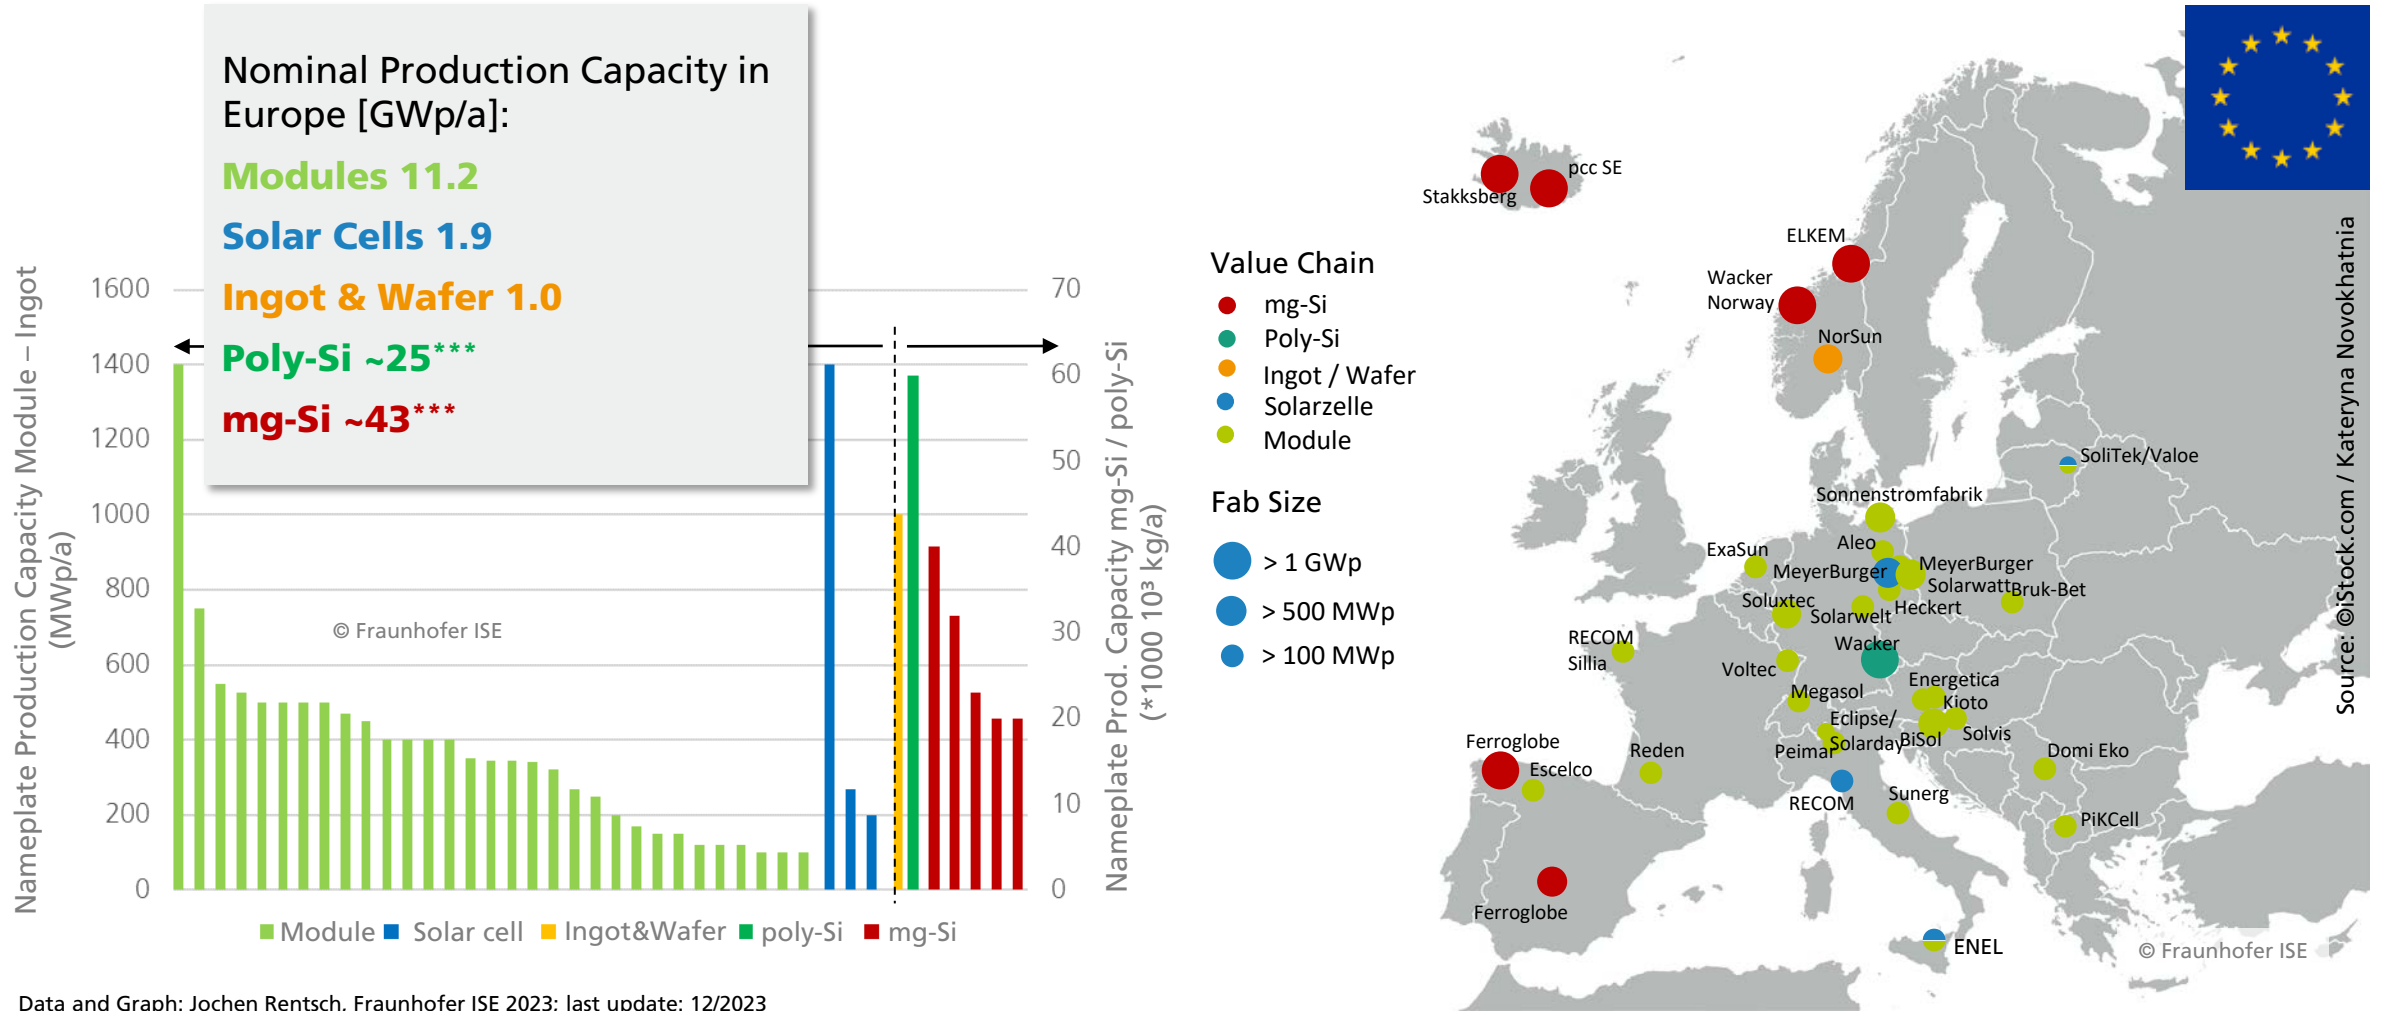 Nominal Production Capacity in
Europe [GWp/a]:
Modules 11.2
Solar Cells 1.9
Ingot & Wafer 1.0
Poly-Si ~25***
mg-Si ~43***
Nameplate Production Capacity Module – Ingot
(MWp/a)
1600
1400
1200
1000
800
600
400
200
0
70
60
50
40
30
20
10
0
Nameplate Prod. Capacity mg-Si / poly-Si
(*1000 10³ kg/a)
© Fraunhofer ISE
Module
Solar cell
Ingot&Wafer
poly-Si
mg-Si
Data and Graph: Jochen Rentsch, Fraunhofer ISE 2023; last update: 12/2023
Value Chain
mg-Si
Poly-Si
Ingot / Wafer
Solarzelle
Module
Fab Size
> 1 GWp
> 500 MWp
> 100 MWp
pcc SE
Stakksberg
ELKEM
Wacker
Norway
NorSun
SoliTek/Valoe
Sonnenstromfabrik
Aleo
ExaSun
MeyerBurger
MeyerBurger
Solarwatt
Bruk-Bet
Soluxtec
Solarwelt
Heckert
RECOM
Sillia
Wacker
Voltec
Energetica
Megasol
Kioto
Eclipse/
Solarday
BiSol
Solvis
Peimar
Ferroglobe
Escelco
Reden
Domi Eko
RECOM
Sunerg
PiKCell
Ferroglobe
ENEL
© Fraunhofer ISE
Source: ©iStock.com / Kateryna Novokhatnia